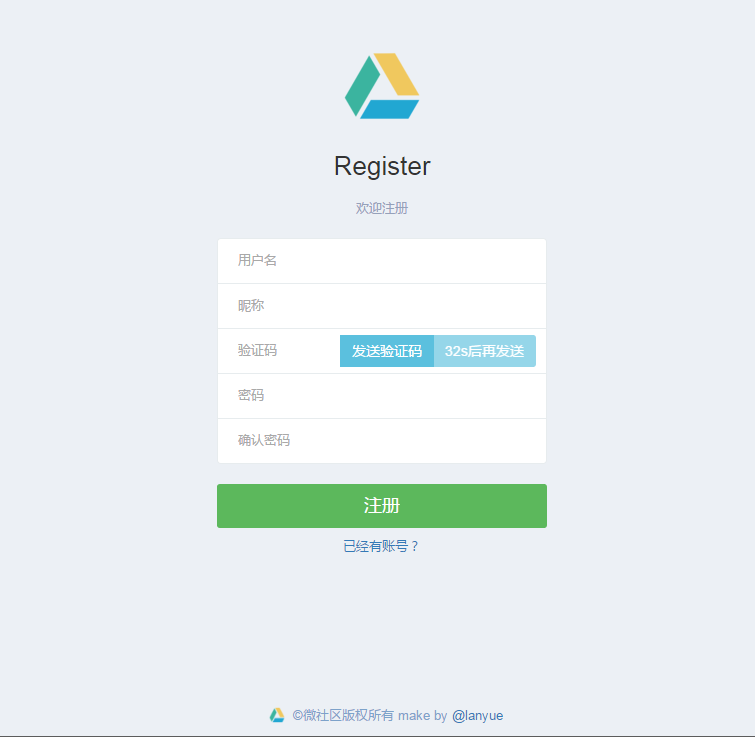 Register
欢迎注册
用户名
昵称
验证码 发送验证码 32s后再发送
密码
确认密码
注册
已经有账号？
©微社区版权所有 make by @lanyue